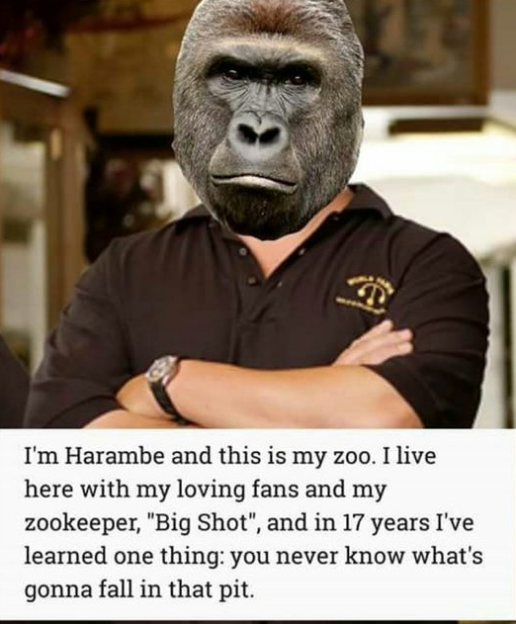 I'm Harambe and this is my zoo. I live
here with my loving fans and my
zookeeper, "Big Shot", and in 17 years I've
learned one thing: you never know what's
gonna fall in that pit.